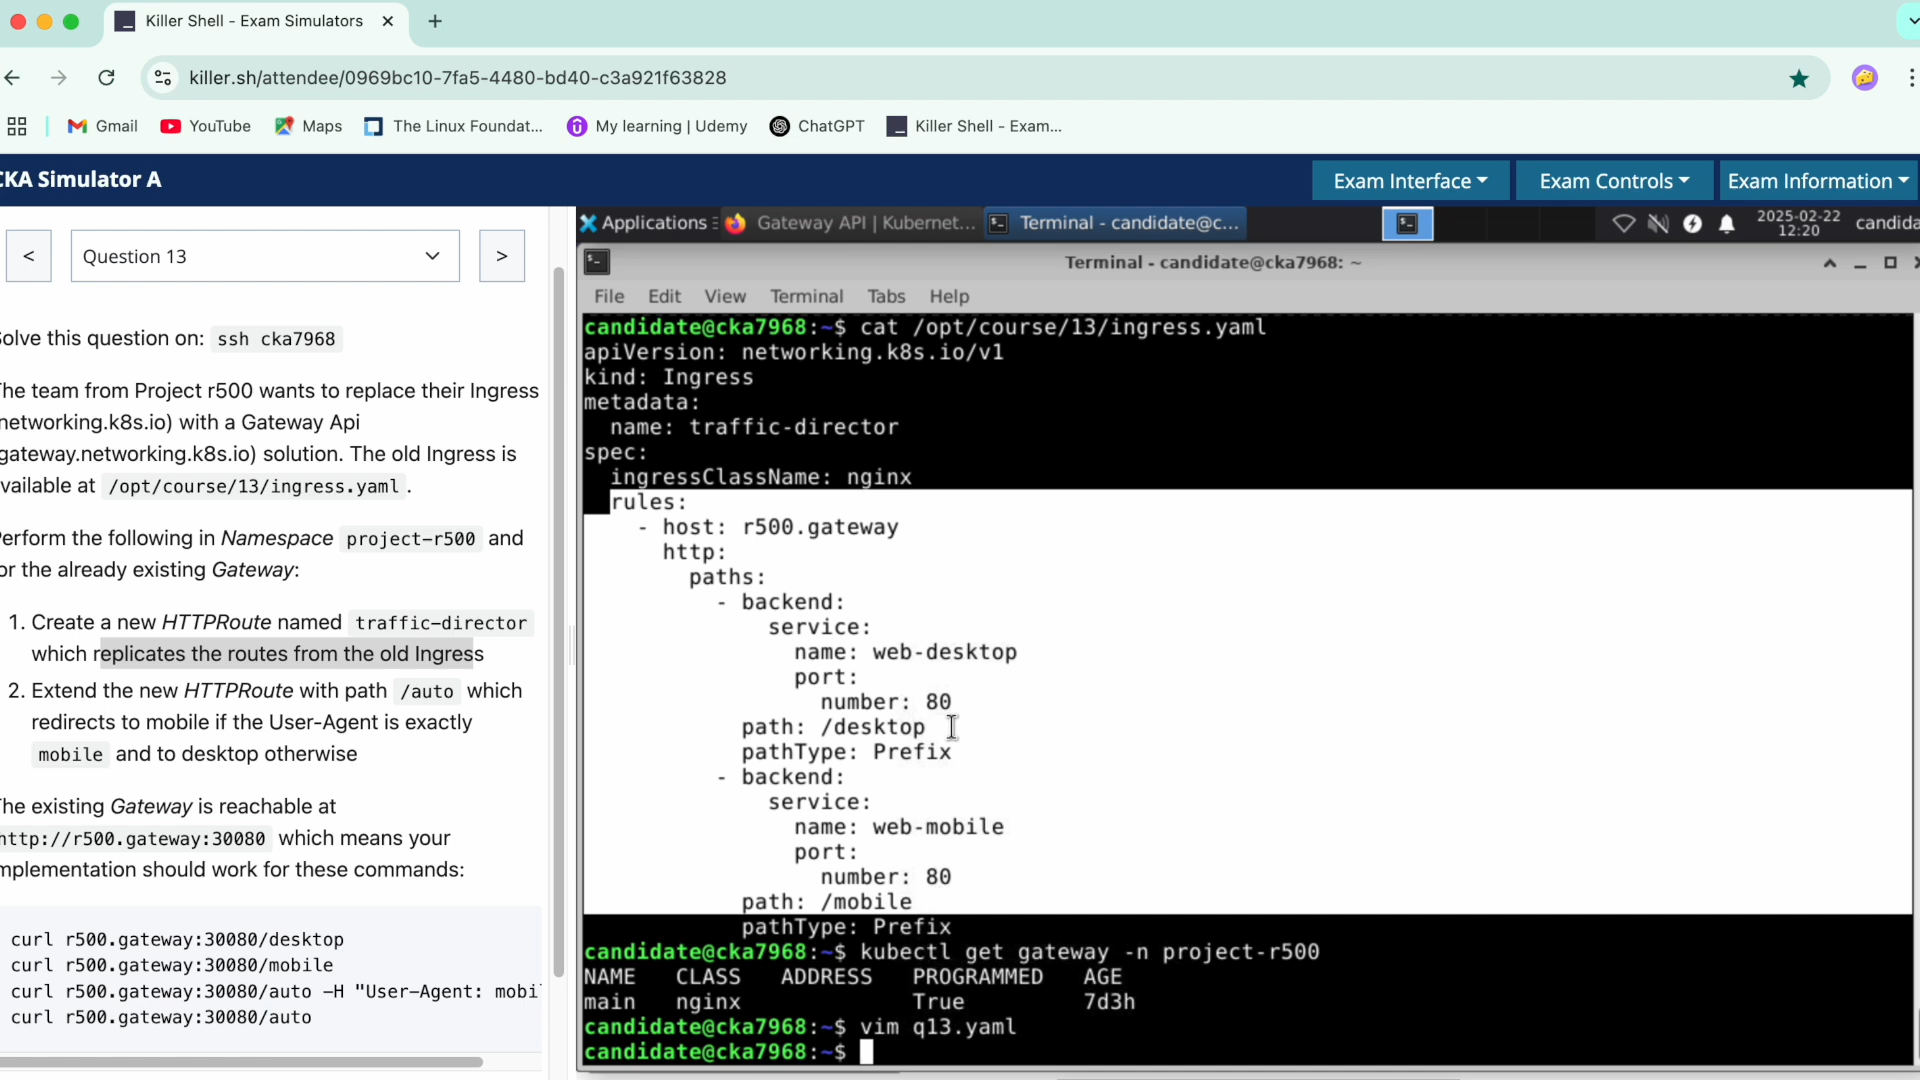 Killer Shell - Exam Simulators
killer.sh/attendee/0969bc10-7fa5-4480-bd40-c3a921f63828
Gmail
YouTube
Maps
The Linux Foundat...
My learning | Udemy
ChatGPT
Killer Shell - Exam...
CKA Simulator A
Exam Interface
Exam Controls
Exam Information
<
Question 13
>
olve this question on: ssh cka7968
he team from Project r500 wants to replace their Ingress
networking.k8s.io) with a Gateway Api
gateway.networking.k8s.io) solution. The old Ingress is
vailable at /opt/course/13/ingress.yaml .
erform the following in Namespace project-r500 and
or the already existing Gateway:
1. Create a new HTTPRoute named traffic-director
which replicates the routes from the old Ingress
2. Extend the new HTTPRoute with path /auto which
redirects to mobile if the User-Agent is exactly
mobile and to desktop otherwise
he existing Gateway is reachable at
http://r500.gateway:30080 which means your
mplementation should work for these commands:
curl r500.gateway:30080/desktop
curl r500.gateway:30080/mobile
curl r500.gateway:30080/auto -H "User-Agent: mobi
curl r500.gateway:30080/auto
Applications
Gateway API | Kubernet...
Terminal - candidate@c...
2025-02-22
12:20
candida
Terminal - candidate@cka7968: ~
File Edit View Terminal Tabs Help
candidate@cka7968:~$ cat /opt/course/13/ingress.yaml
apiVersion: networking.k8s.io/v1
kind: Ingress
metadata:
  name: traffic-director
spec:
  ingressClassName: nginx
  rules:
    - host: r500.gateway
      http:
        paths:
          - backend:
              service:
                name: web-desktop
                port:
                  number: 80
            path: /desktop
            pathType: Prefix
          - backend:
              service:
                name: web-mobile
                port:
                  number: 80
            path: /mobile
            pathType: Prefix
candidate@cka7968:~$ kubectl get gateway -n project-r500
NAME   CLASS   ADDRESS   PROGRAMMED   AGE
main   nginx             True         7d3h
candidate@cka7968:~$ vim q13.yaml
candidate@cka7968:~$